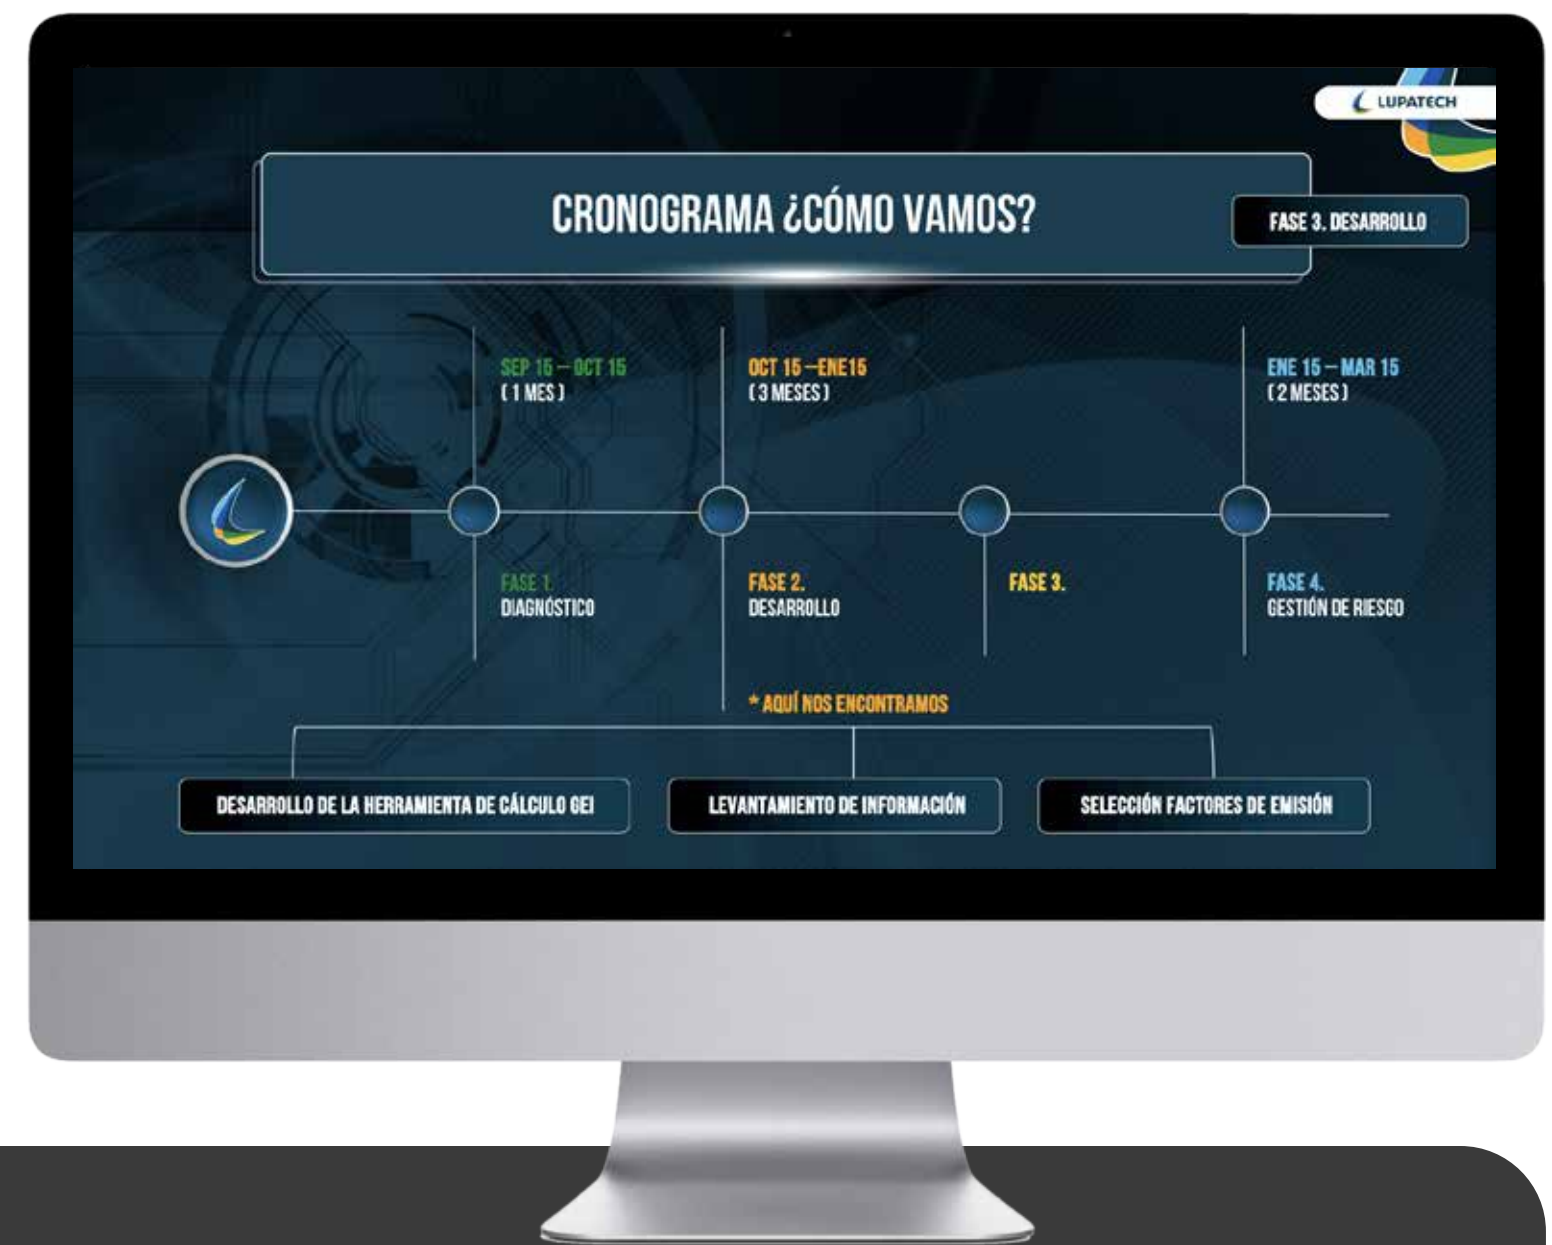 LUPATECH
CRONOGRAMA ¿CÓMO VAMOS?
FASE 3. DESARROLLO
SEP 15 – OCT 15
( 1 MES )
OCT 15 –ENE15
( 3 MESES )
ENE 15 – MAR 15
( 2 MESES )
FASE 1.
DIAGNÓSTICO
FASE 2.
DESARROLLO
FASE 3.
FASE 4.
GESTIÓN DE RIESGO
* AQUÍ NOS ENCONTRAMOS
DESARROLLO DE LA HERRAMIENTA DE CÁLCULO GEI
LEVANTAMIENTO DE INFORMACIÓN
SELECCIÓN FACTORES DE EMISIÓN